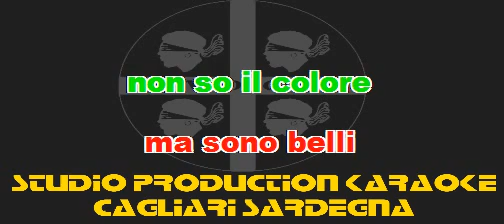 non so il colore
ma sono belli
STUDIO PRODUCTION KARAOKE
CAGLIARI SARDEGNA